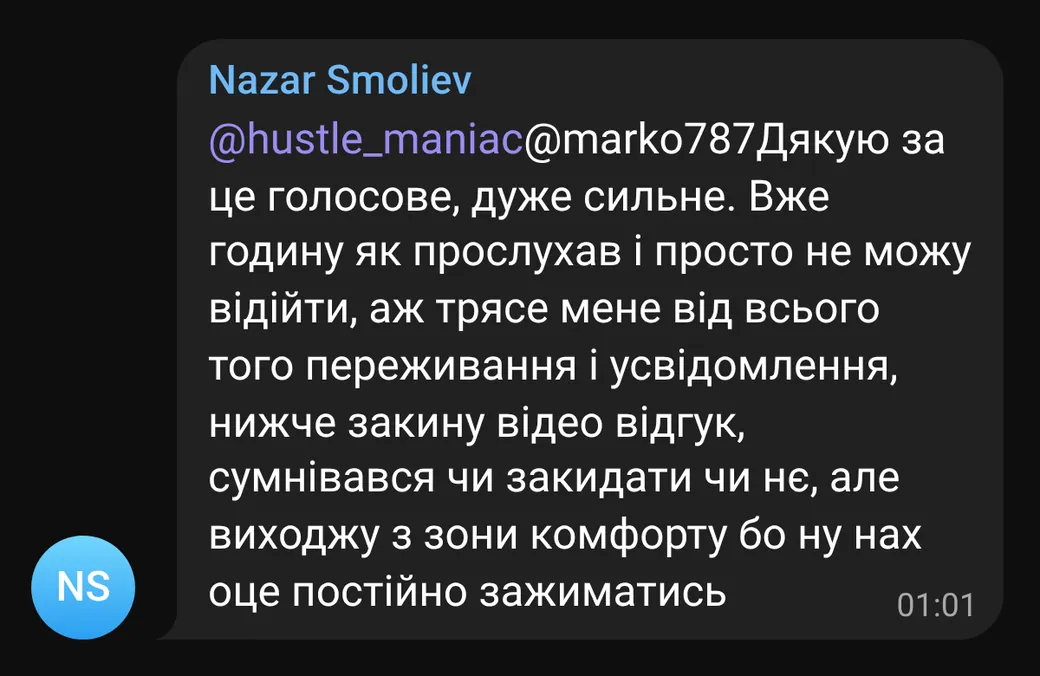 Nazar Smoliev
@hustle_maniac@marko787Дякую за
це голосове, дуже сильне. Вже
годину як прослухав і просто не можу
відійти, аж трясе мене від всього
того переживання і усвідомлення,
нижче закину відео відгук,
сумнівався чи закидати чи нє, але
виходжу з зони комфорту бо ну нах
оце постійно зажиматись
NS
01:01